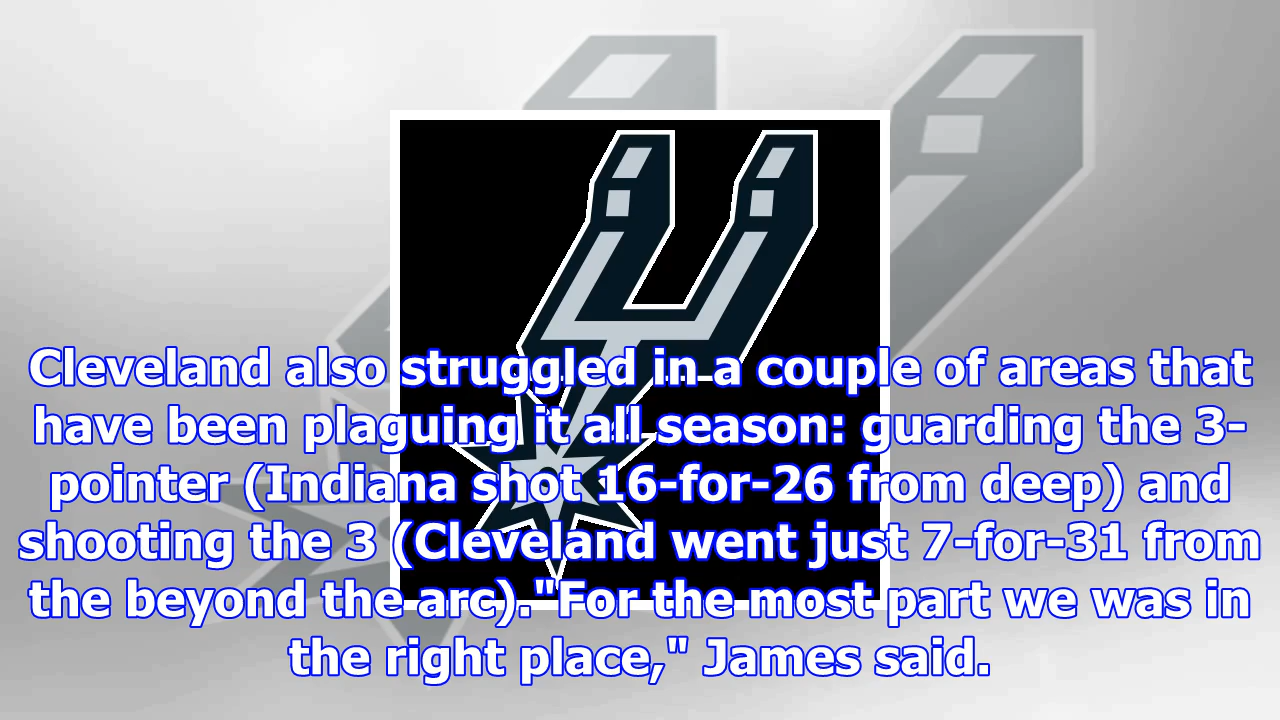 Cleveland also struggled in a couple of areas that
have been plaguing it all season: guarding the 3-
pointer (Indiana shot 16-for-26 from deep) and
shooting the 3 (Cleveland went just 7-for-31 from
the beyond the arc)."For the most part we was in
the right place," James said.